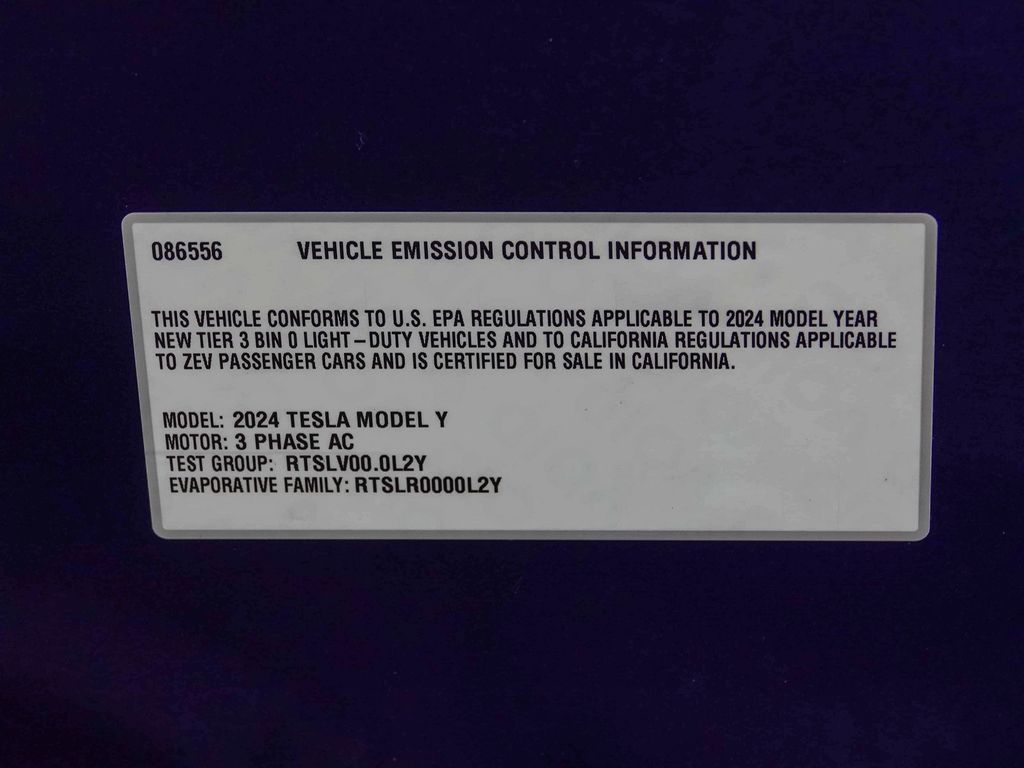 086556 VEHICLE EMISSION CONTROL INFORMATION
THIS VEHICLE CONFORMS TO U.S. EPA REGULATIONS APPLICABLE TO 2024 MODEL YEAR
NEW TIER 3 BIN 0 LIGHT-DUTY VEHICLES AND TO CALIFORNIA REGULATIONS APPLICABLE
TO ZEV PASSENGER CARS AND IS CERTIFIED FOR SALE IN CALIFORNIA.
MODEL: 2024 TESLA MODEL Y
MOTOR: 3 PHASE AC
TEST GROUP: RTSLV00.0L2Y
EVAPORATIVE FAMILY: RTSLR0000L2Y